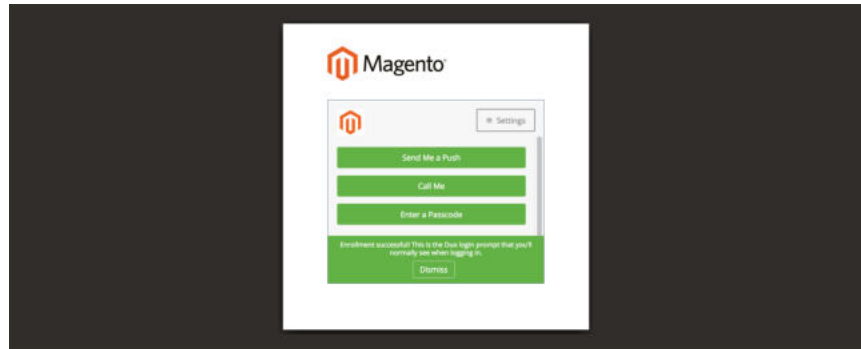 Magento
Settings
Send Me a Push
Call Me
Enter a Passcode
Enrollment successful! This is the Duo login prompt that you'll
normally see when logging in.
Dismiss